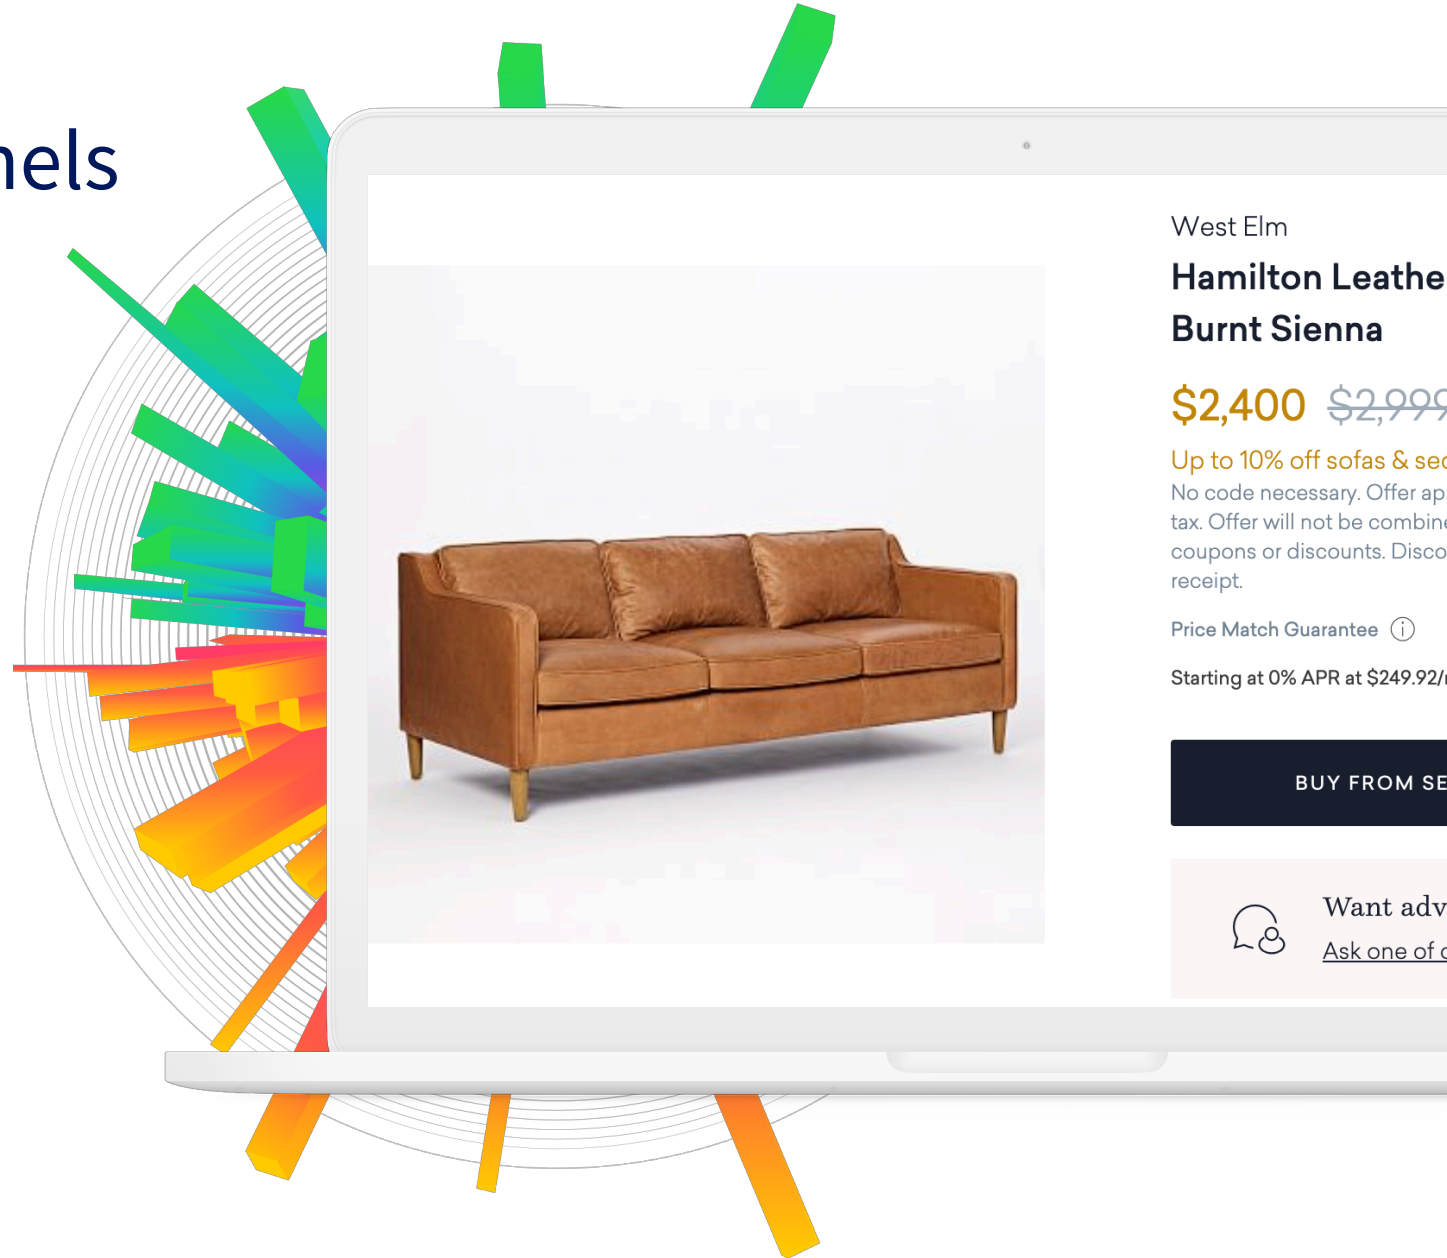 nels
West Elm
Hamilton Leathe
Burnt Sienna
$2,400 $2,999
Up to 10% off sofas & sec
No code necessary. Offer ap
tax. Offer will not be combine
coupons or discounts. Disco
receipt.
Price Match Guarantee
Starting at 0% APR at $249.92/
BUY FROM SE
Want adv
Ask one of